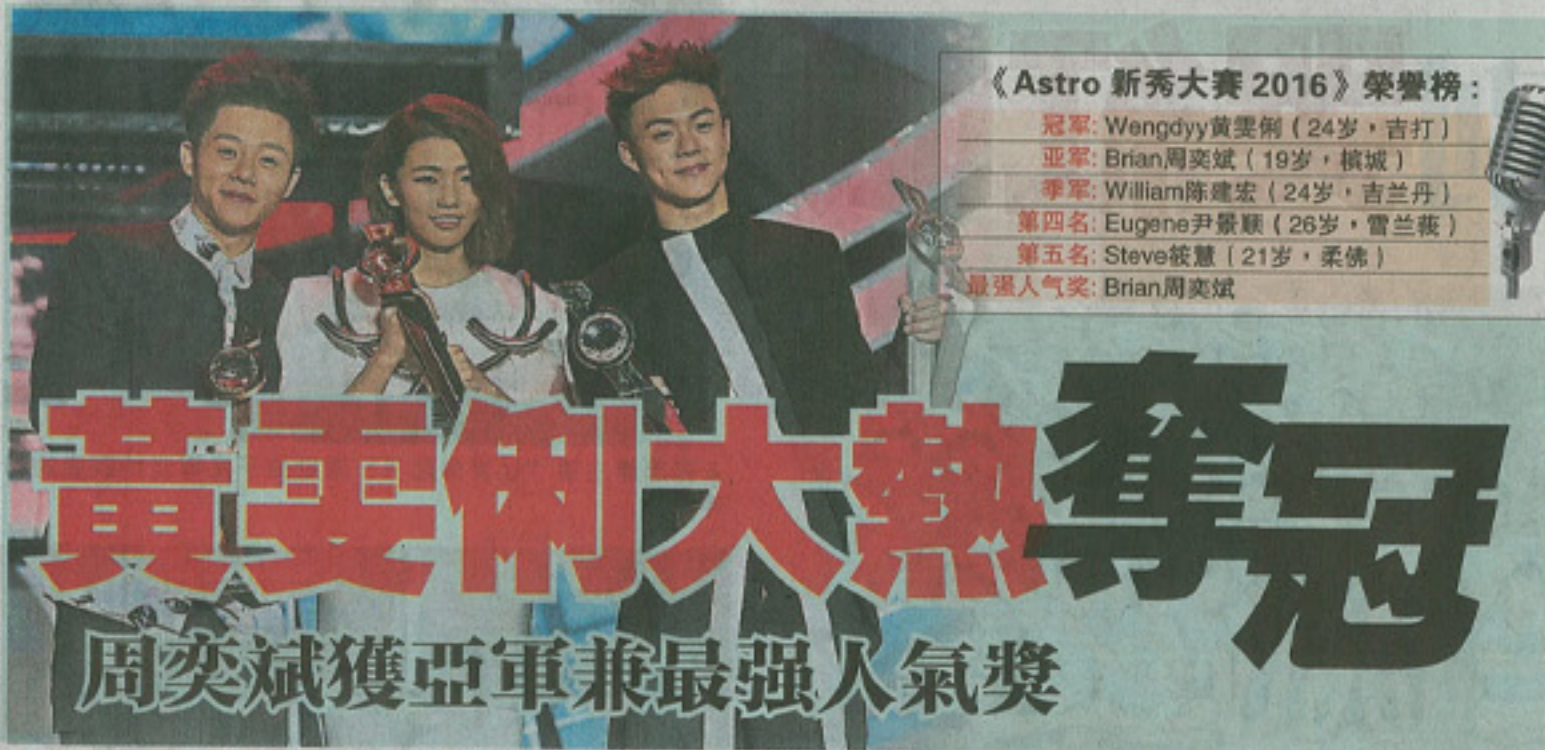 《Astro 新秀大賽 2016》榮譽榜：
冠军: Wengdyy黄雯俐（24岁，吉打）
亚军: Brian周奕斌（19岁，槟城）
季军: William陈建宏（24岁，吉兰丹）
第四名: Eugene尹景顺（26岁，雪兰莪）
第五名: Steve筱慧（21岁，柔佛）
最强人气奖: Brian周奕斌
黃雯俐大熱奪冠
周奕斌獲亞軍兼最强人氣獎